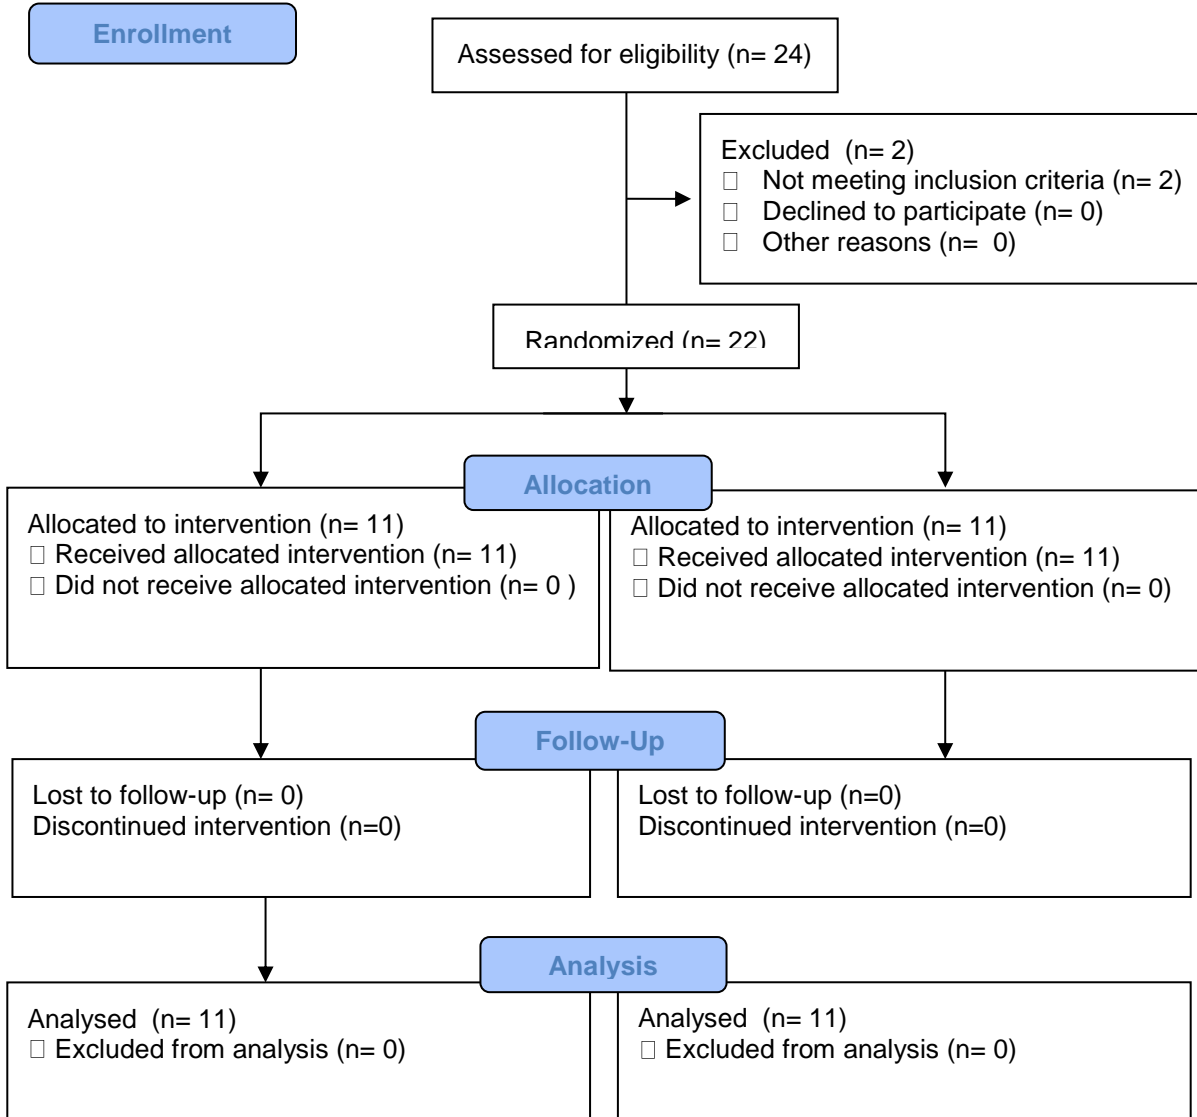 Enrollment
Assessed for eligibility (n= 24)
Excluded  (n= 2)
□ Not meeting inclusion criteria (n= 2)
□ Declined to participate (n= 0)
□ Other reasons (n=  0)
Randomized (n= 22)
Allocation
Allocated to intervention (n= 11)
□ Received allocated intervention (n= 11)
□ Did not receive allocated intervention (n= 0 )
Allocated to intervention (n= 11)
□ Received allocated intervention (n= 11)
□ Did not receive allocated intervention (n= 0)
Follow-Up
Lost to follow-up (n= 0)
Discontinued intervention (n=0)
Lost to follow-up (n=0)
Discontinued intervention (n=0)
Analysis
Analysed  (n= 11)
□ Excluded from analysis (n= 0)
Analysed  (n= 11)
□ Excluded from analysis (n= 0)